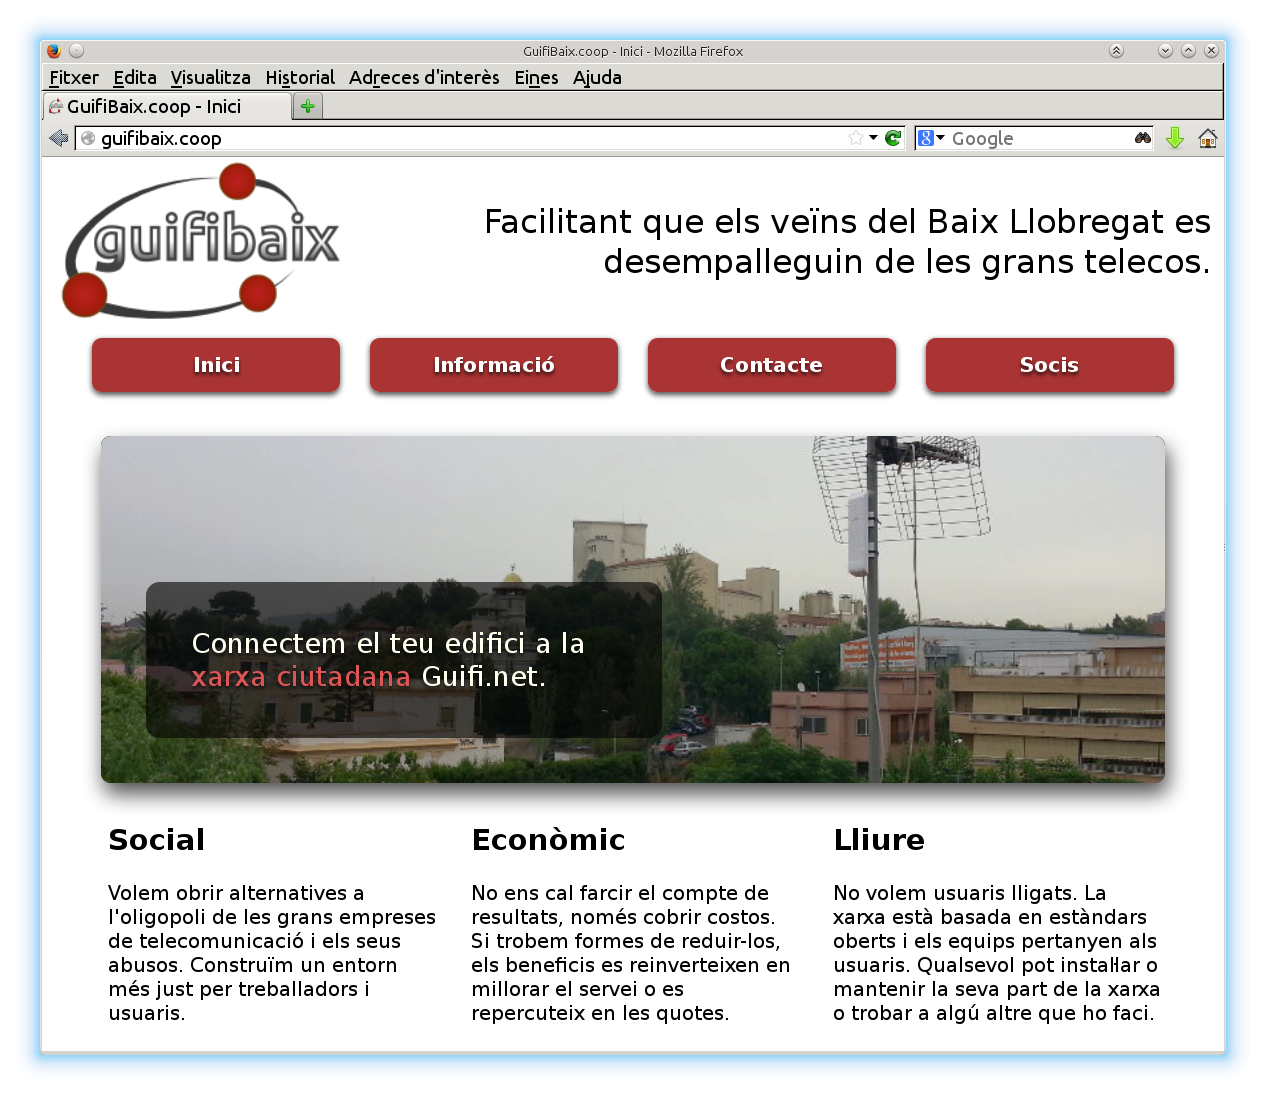 GuifiBaix.coop - Inici - Mozilla Firefox
Fitxer Edita Visualitza Historial Adreces d'interès Eines Ajuda
GuifiBaix.coop - Inici
guifibaix.coop
Google
guifibaix
Facilitant que els veïns del Baix Llobregat es
desempalleguin de les grans telecos.
Inici Informació Contacte Socis
Connectem el teu edifici a la
xarxa ciutadana Guifi.net.
Social
Volem obrir alternatives a
l'oligopoli de les grans empreses
de telecomunicació i els seus
abusos. Construïm un entorn
més just per treballadors i
usuaris.
Econòmic
No ens cal farcir el compte de
resultats, només cobrir costos.
Si trobem formes de reduir-los,
els beneficis es reinverteixen en
millorar el servei o es
repercuteix en les quotes.
Lliure
No volem usuaris lligats. La
xarxa està basada en estàndars
oberts i els equips pertanyen als
usuaris. Qualsevol pot instaŀlar o
mantenir la seva part de la xarxa
o trobar a algú altre que ho faci.